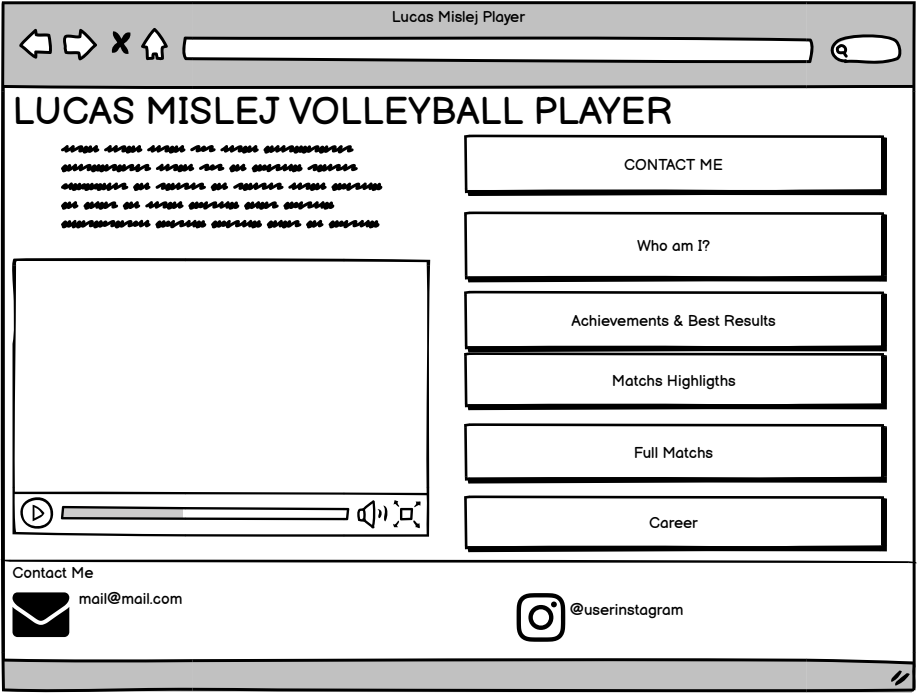 Lucas Mislej Player
LUCAS MISLEJ VOLLEYBALL PLAYER
CONTACT ME
Who am I?
Achievements & Best Results
Matchs Highligths
Full Matchs
Career
Contact Me
mail@mail.com
@userinstagram